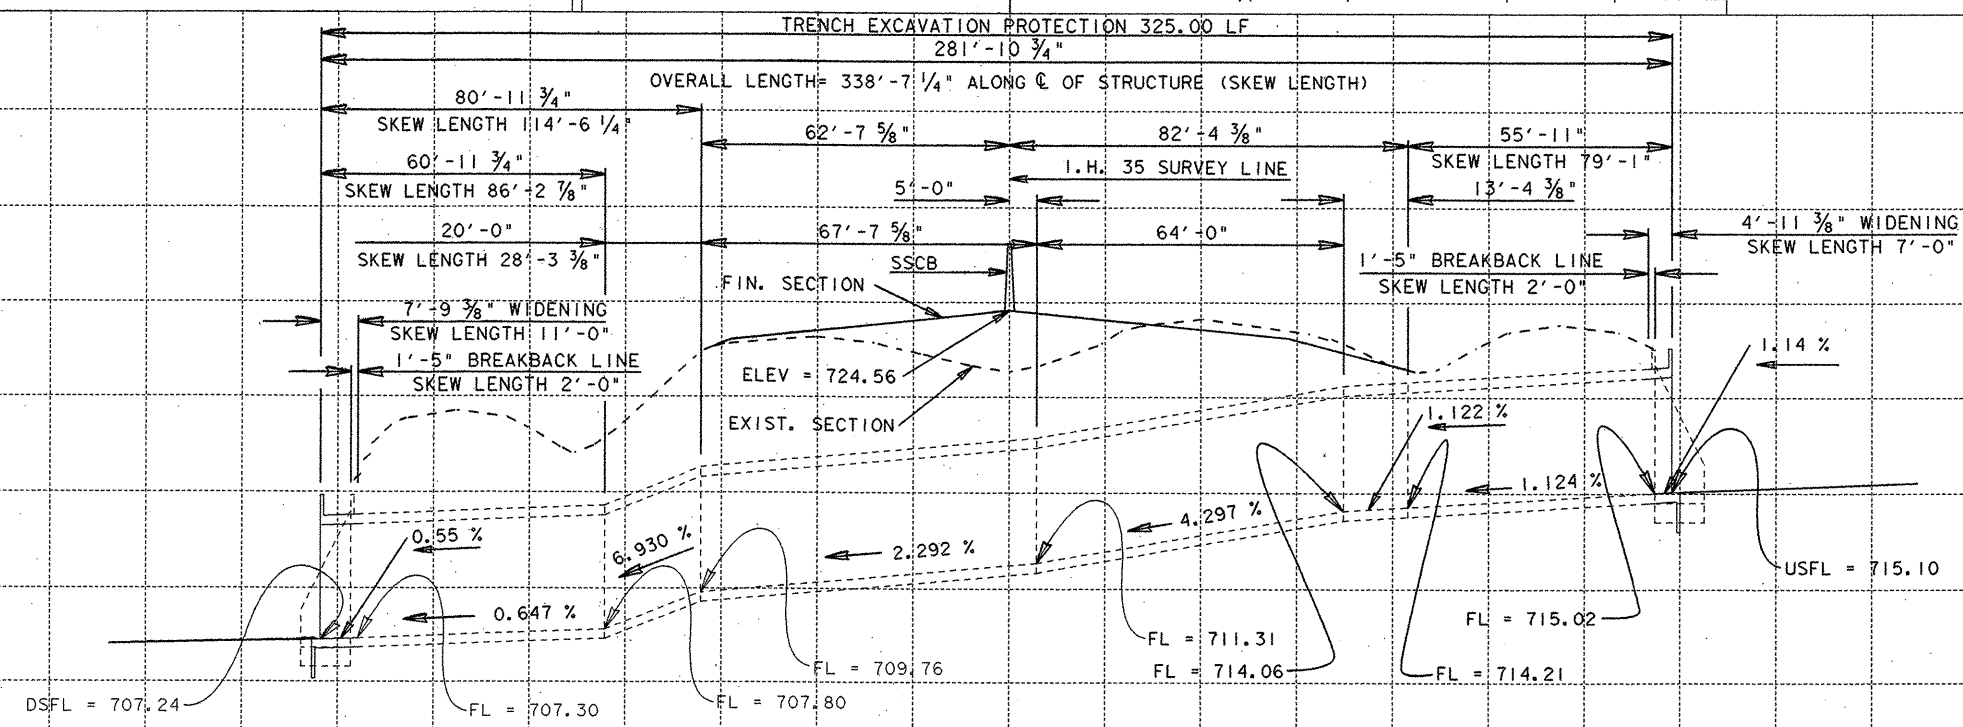 TRENCH EXCAVATION PROTECTION 325.00 LF
281'-10 3/4"
OVERALL LENGTH= 338'-7 1/4" ALONG ℄ OF STRUCTURE (SKEW LENGTH)
80'-11 3/4"
SKEW LENGTH 114'-6 1/4"
62'-7 5/8"
82'-4 3/8"
55'-11"
SKEW LENGTH 79'-1"
60'-11 3/4"
SKEW LENGTH 86'-2 7/8"
I.H. 35 SURVEY LINE
5'-0"
13'-4 3/8"
20'-0"
SKEW LENGTH 28'-3 3/8"
67'-7 5/8"
64'-0"
4'-11 3/8" WIDENING
SKEW LENGTH 7'-0"
SSCB
1'-5" BREAKBACK LINE
SKEW LENGTH 2'-0"
FIN. SECTION
7'-9 3/8" WIDENING
SKEW LENGTH 11'-0"
1'-5" BREAKBACK LINE
SKEW LENGTH 2'-0"
ELEV = 724.56
1.14 %
EXIST. SECTION
1.122 %
1.124 %
4.297 %
0.55 %
6.930 %
2.292 %
0.647 %
USFL = 715.10
FL = 715.02
FL = 711.31
FL = 714.06
FL = 714.21
FL = 709.76
DSFL = 707.24
FL = 707.30
FL = 707.80